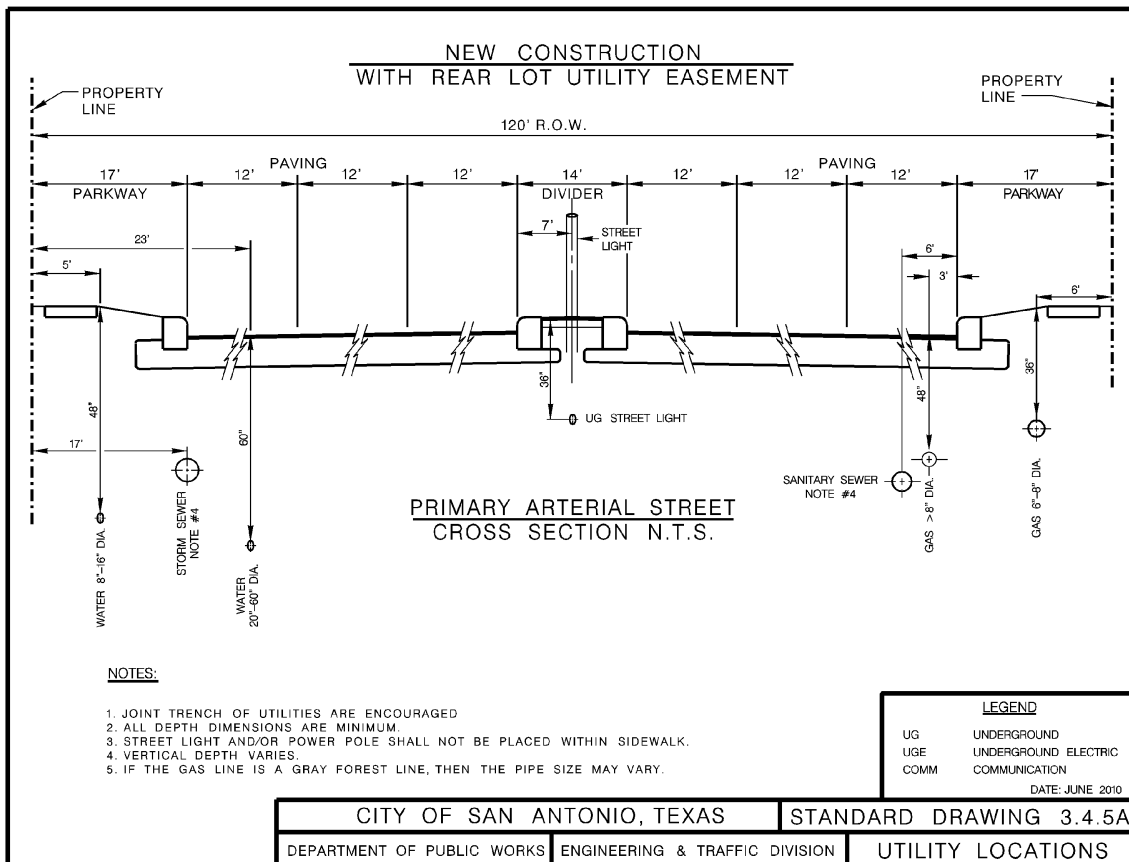 NEW CONSTRUCTION
WITH REAR LOT UTILITY EASEMENT
PROPERTY
LINE
PROPERTY
LINE
120' R.O.W.
PAVING
PAVING
17'
12'
12'
12'
14'
12'
12'
12'
17'
PARKWAY
DIVIDER
PARKWAY
7'
STREET
LIGHT
23'
6'
5'
3'
6'
48"
60"
36"
48"
36"
17'
UG STREET LIGHT
SANITARY SEWER
NOTE #4
WATER 8"-16" DIA.
STORM SEWER
NOTE #4
WATER
20"-60" DIA.
GAS >8" DIA.
GAS 6"-8" DIA.
PRIMARY ARTERIAL STREET
CROSS SECTION N.T.S.
NOTES:
1. JOINT TRENCH OF UTILITIES ARE ENCOURAGED
2. ALL DEPTH DIMENSIONS ARE MINIMUM.
3. STREET LIGHT AND/OR POWER POLE SHALL NOT BE PLACED WITHIN SIDEWALK.
4. VERTICAL DEPTH VARIES.
5. IF THE GAS LINE IS A GRAY FOREST LINE, THEN THE PIPE SIZE MAY VARY.
LEGEND
UG UNDERGROUND
UGE UNDERGROUND ELECTRIC
COMM COMMUNICATION
DATE: JUNE 2010
CITY OF SAN ANTONIO, TEXAS
STANDARD DRAWING 3.4.5A
DEPARTMENT OF PUBLIC WORKS
ENGINEERING & TRAFFIC DIVISION
UTILITY LOCATIONS